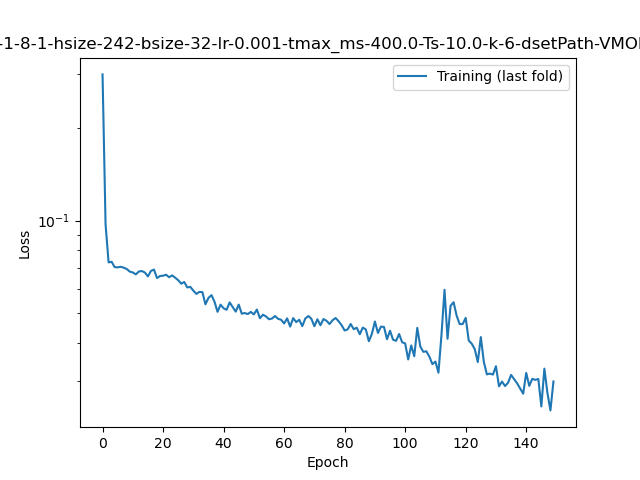 -1-8-1-hsize-242-bsize-32-lr-0.001-tmax_ms-400.0-Ts-10.0-k-6-dsetPath-VMO
Training (last fold)
10⁻¹
Loss
0 20 40 60 80 100 120 140
Epoch